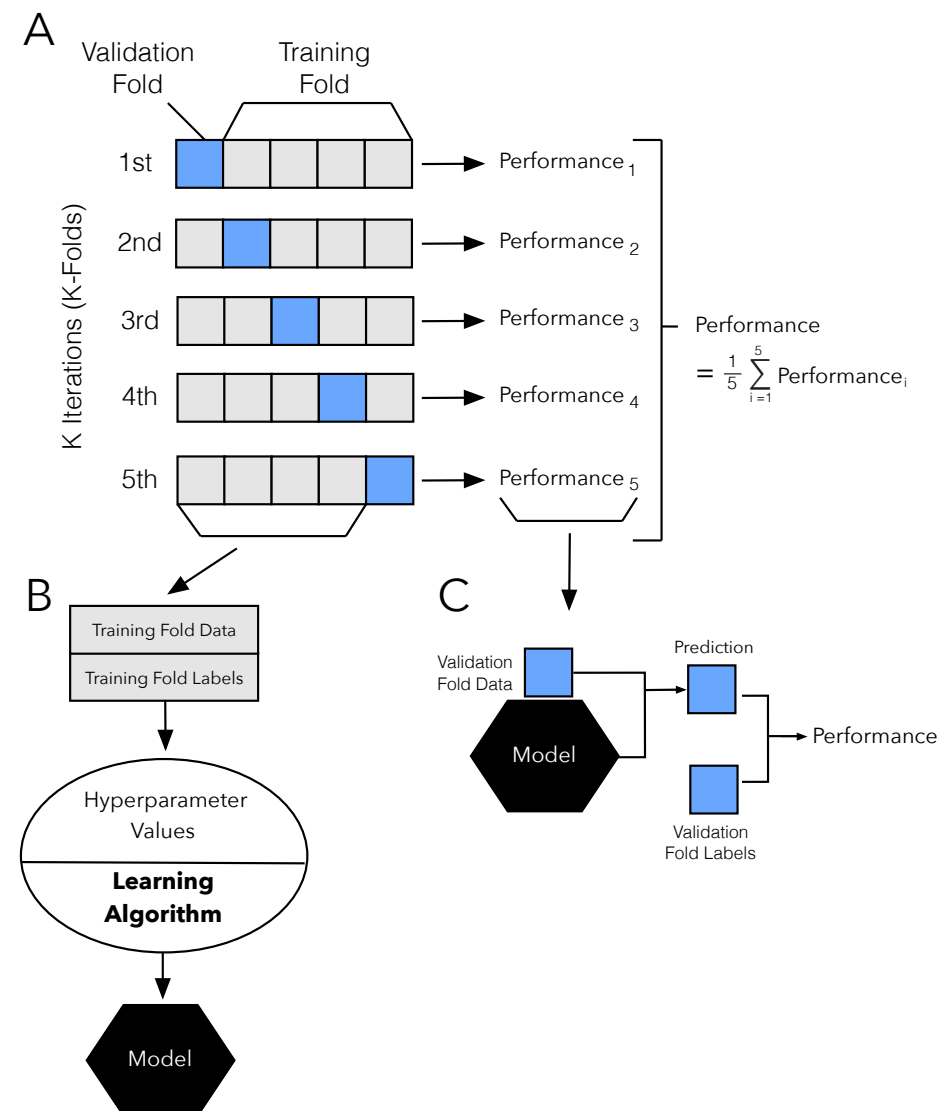 A
Validation
Fold
Training
Fold
K Iterations (K-Folds)
1st
Performance 1
2nd
Performance 2
3rd
Performance 3
4th
Performance 4
5th
Performance 5
Performance
= 1/5 5∑i=1 Performance i
B
Training Fold Data
Training Fold Labels
Hyperparameter
Values
Learning
Algorithm
Model
C
Validation
Fold Data
Model
Prediction
Validation
Fold Labels
Performance